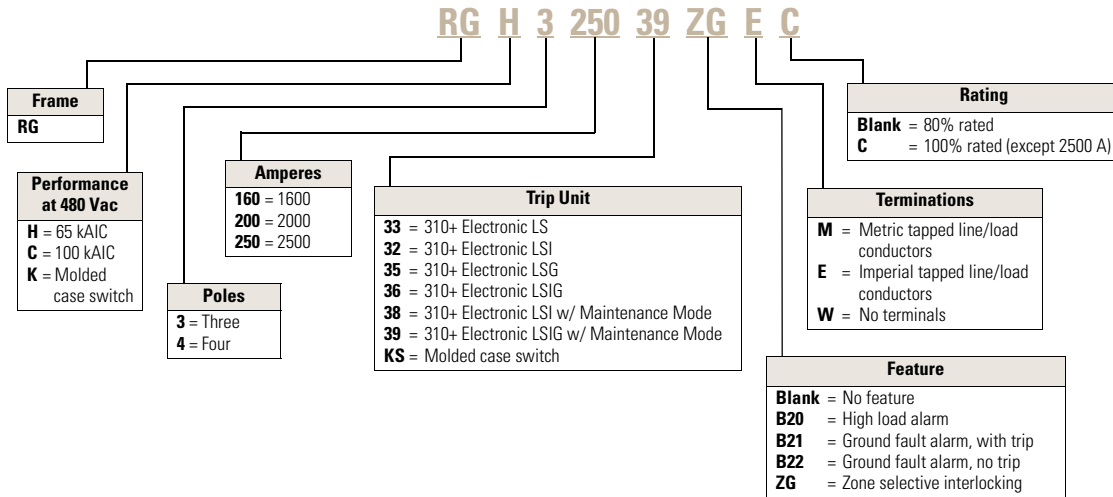 RG H 3 250 39 ZG E C
Frame
RG
Performance
at 480 Vac
H = 65 kAIC
C = 100 kAIC
K = Molded
case switch
Poles
3 = Three
4 = Four
Amperes
160 = 1600
200 = 2000
250 = 2500
Trip Unit
33 = 310+ Electronic LS
32 = 310+ Electronic LSI
35 = 310+ Electronic LSG
36 = 310+ Electronic LSIG
38 = 310+ Electronic LSI w/ Maintenance Mode
39 = 310+ Electronic LSIG w/ Maintenance Mode
KS = Molded case switch
Rating
Blank = 80% rated
C = 100% rated (except 2500 A)
Terminations
M = Metric tapped line/load
conductors
E = Imperial tapped line/load
conductors
W = No terminals
Feature
Blank = No feature
B20 = High load alarm
B21 = Ground fault alarm, with trip
B22 = Ground fault alarm, no trip
ZG = Zone selective interlocking